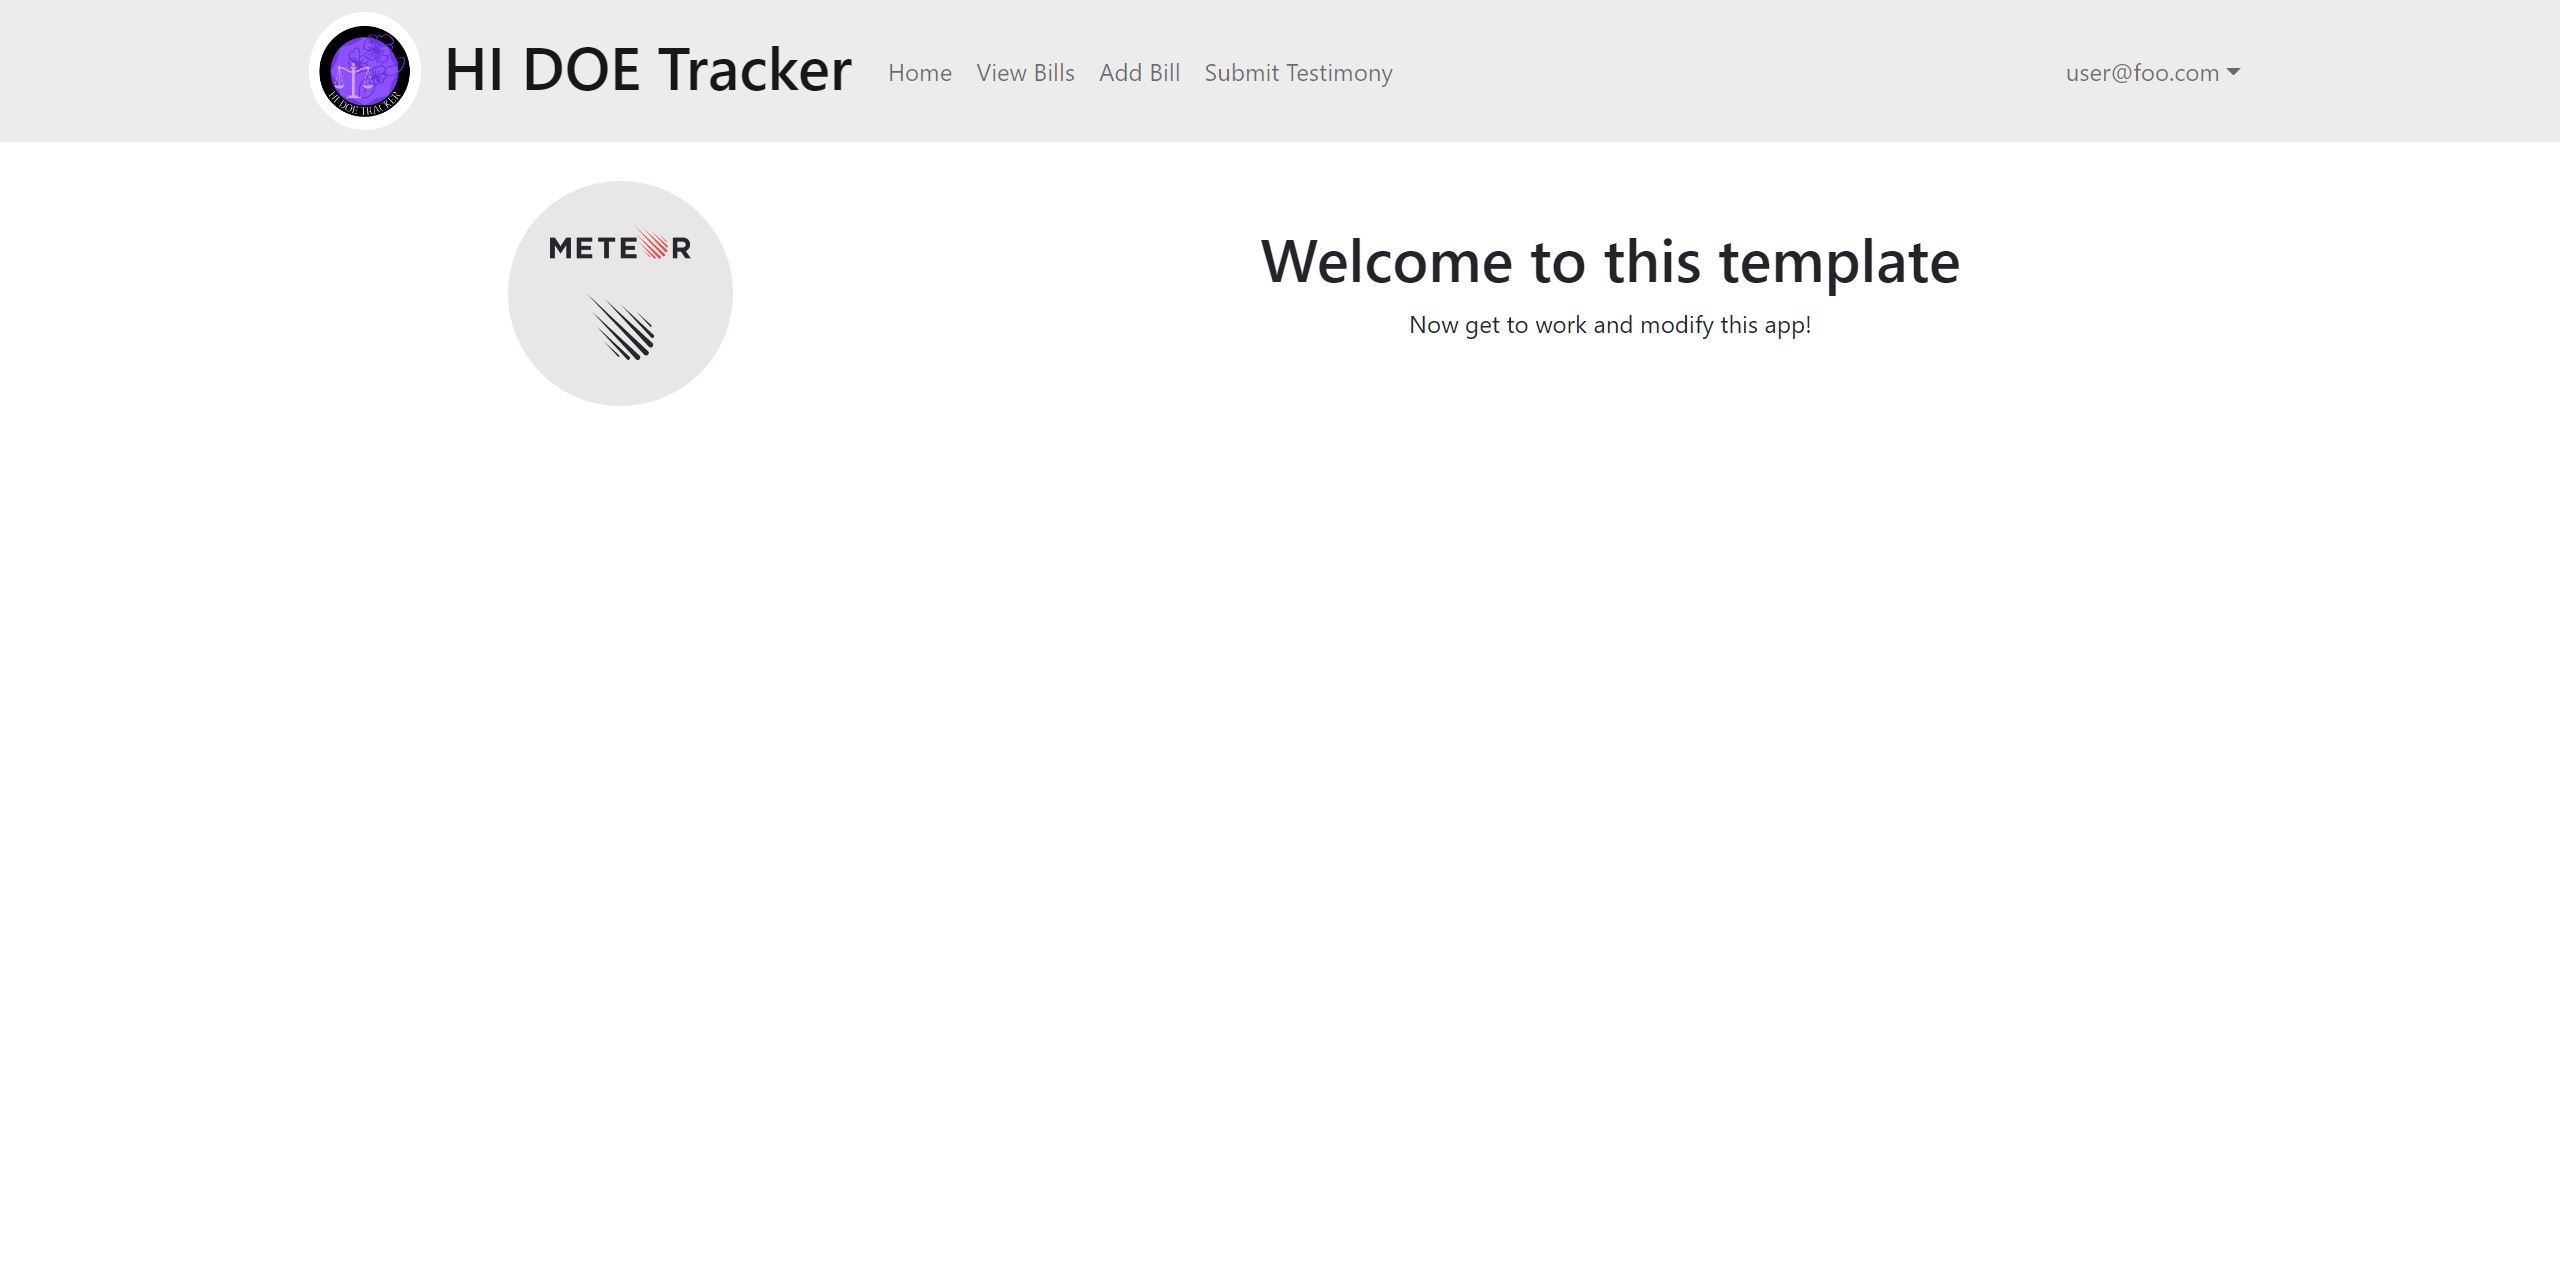 HI DOE TRACKER
HI DOE Tracker
Home View Bills Add Bill Submit Testimony
user@foo.com
METEOR
Welcome to this template
Now get to work and modify this app!